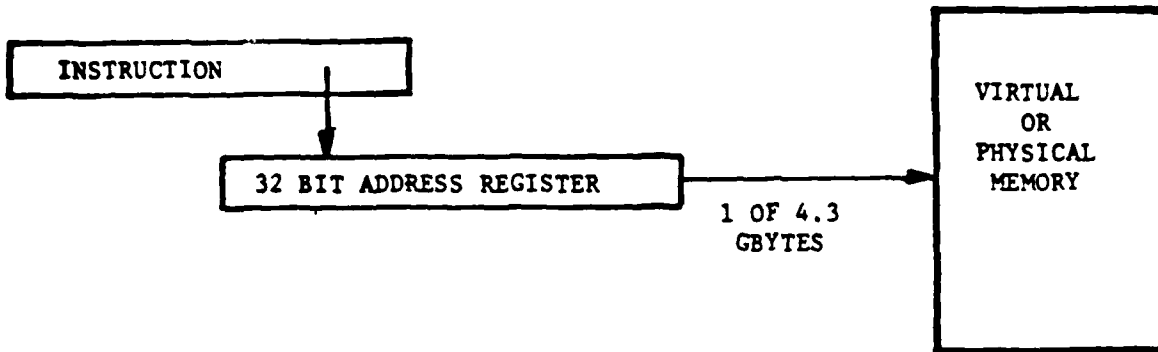 INSTRUCTION
32 BIT ADDRESS REGISTER
1 OF 4.3
GBYTES
VIRTUAL
OR
PHYSICAL
MEMORY